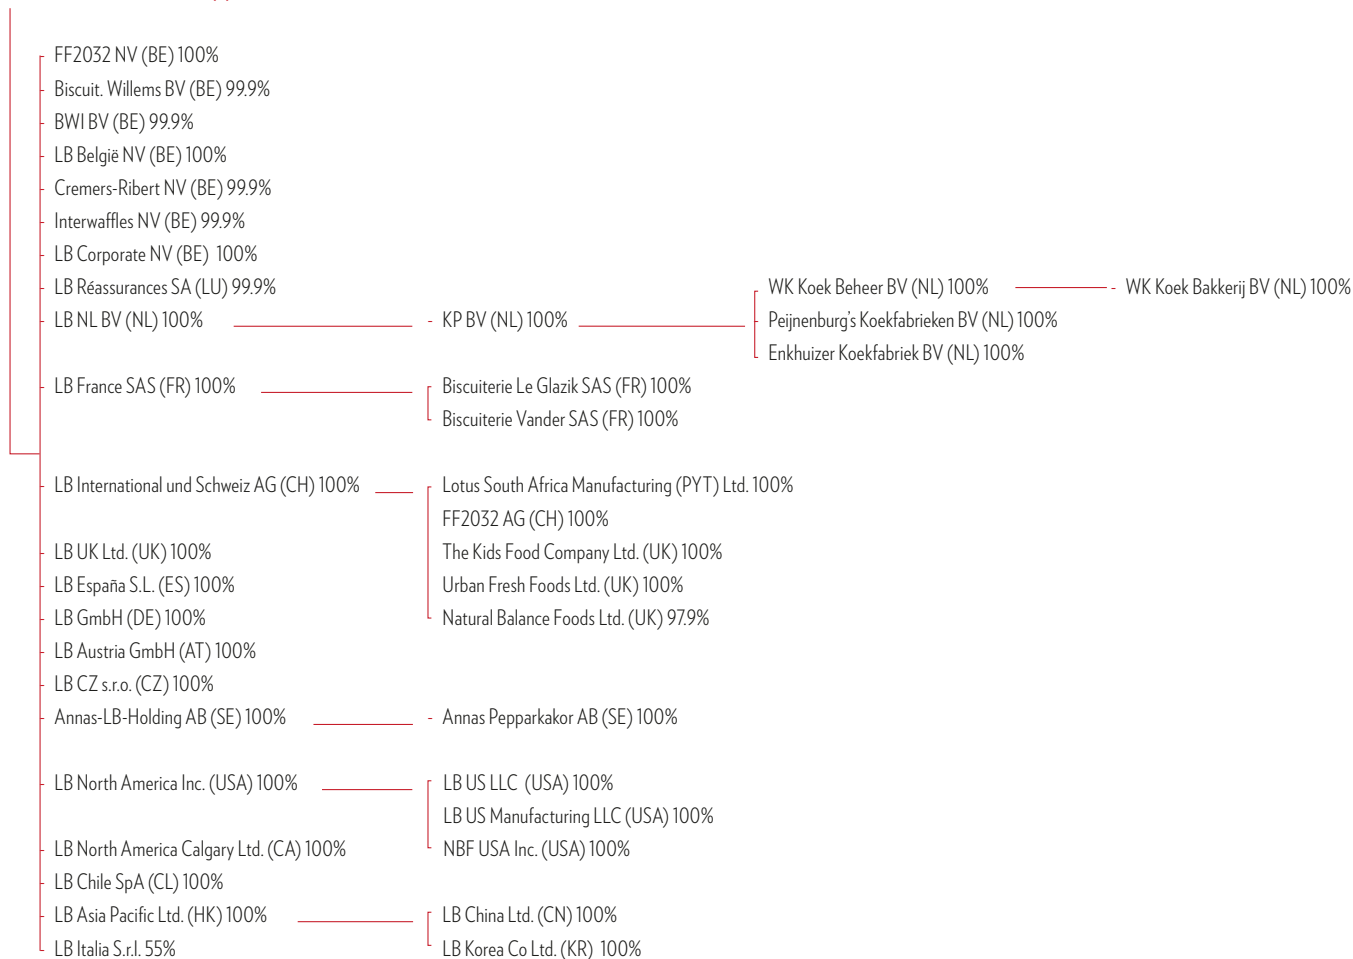 FF2032 NV (BE) 100%
Biscuit. Willems BV (BE) 99.9%
BWI BV (BE) 99.9%
LB België NV (BE) 100%
Cremers-Ribert NV (BE) 99.9%
Interwaffles NV (BE) 99.9%
LB Corporate NV (BE) 100%
LB Réassurances SA (LU) 99.9%
WK Koek Beheer BV (NL) 100%
WK Koek Bakkerij BV (NL) 100%
LB NL BV (NL) 100%
KP BV (NL) 100%
Peijnenburg's Koekfabrieken BV (NL) 100%
Enkhuizer Koekfabriek BV (NL) 100%
LB France SAS (FR) 100%
Biscuiterie Le Glazik SAS (FR) 100%
Biscuiterie Vander SAS (FR) 100%
LB International und Schweiz AG (CH) 100%
Lotus South Africa Manufacturing (PYT) Ltd. 100%
FF2032 AG (CH) 100%
LB UK Ltd. (UK) 100%
The Kids Food Company Ltd. (UK) 100%
LB España S.L. (ES) 100%
Urban Fresh Foods Ltd. (UK) 100%
LB GmbH (DE) 100%
Natural Balance Foods Ltd. (UK) 97.9%
LB Austria GmbH (AT) 100%
LB CZ s.r.o. (CZ) 100%
Annas-LB-Holding AB (SE) 100%
Annas Pepparkakor AB (SE) 100%
LB North America Inc. (USA) 100%
LB US LLC (USA) 100%
LB US Manufacturing LLC (USA) 100%
LB North America Calgary Ltd. (CA) 100%
NBF USA Inc. (USA) 100%
LB Chile SpA (CL) 100%
LB Asia Pacific Ltd. (HK) 100%
LB China Ltd. (CN) 100%
LB Italia S.r.l. 55%
LB Korea Co Ltd. (KR) 100%